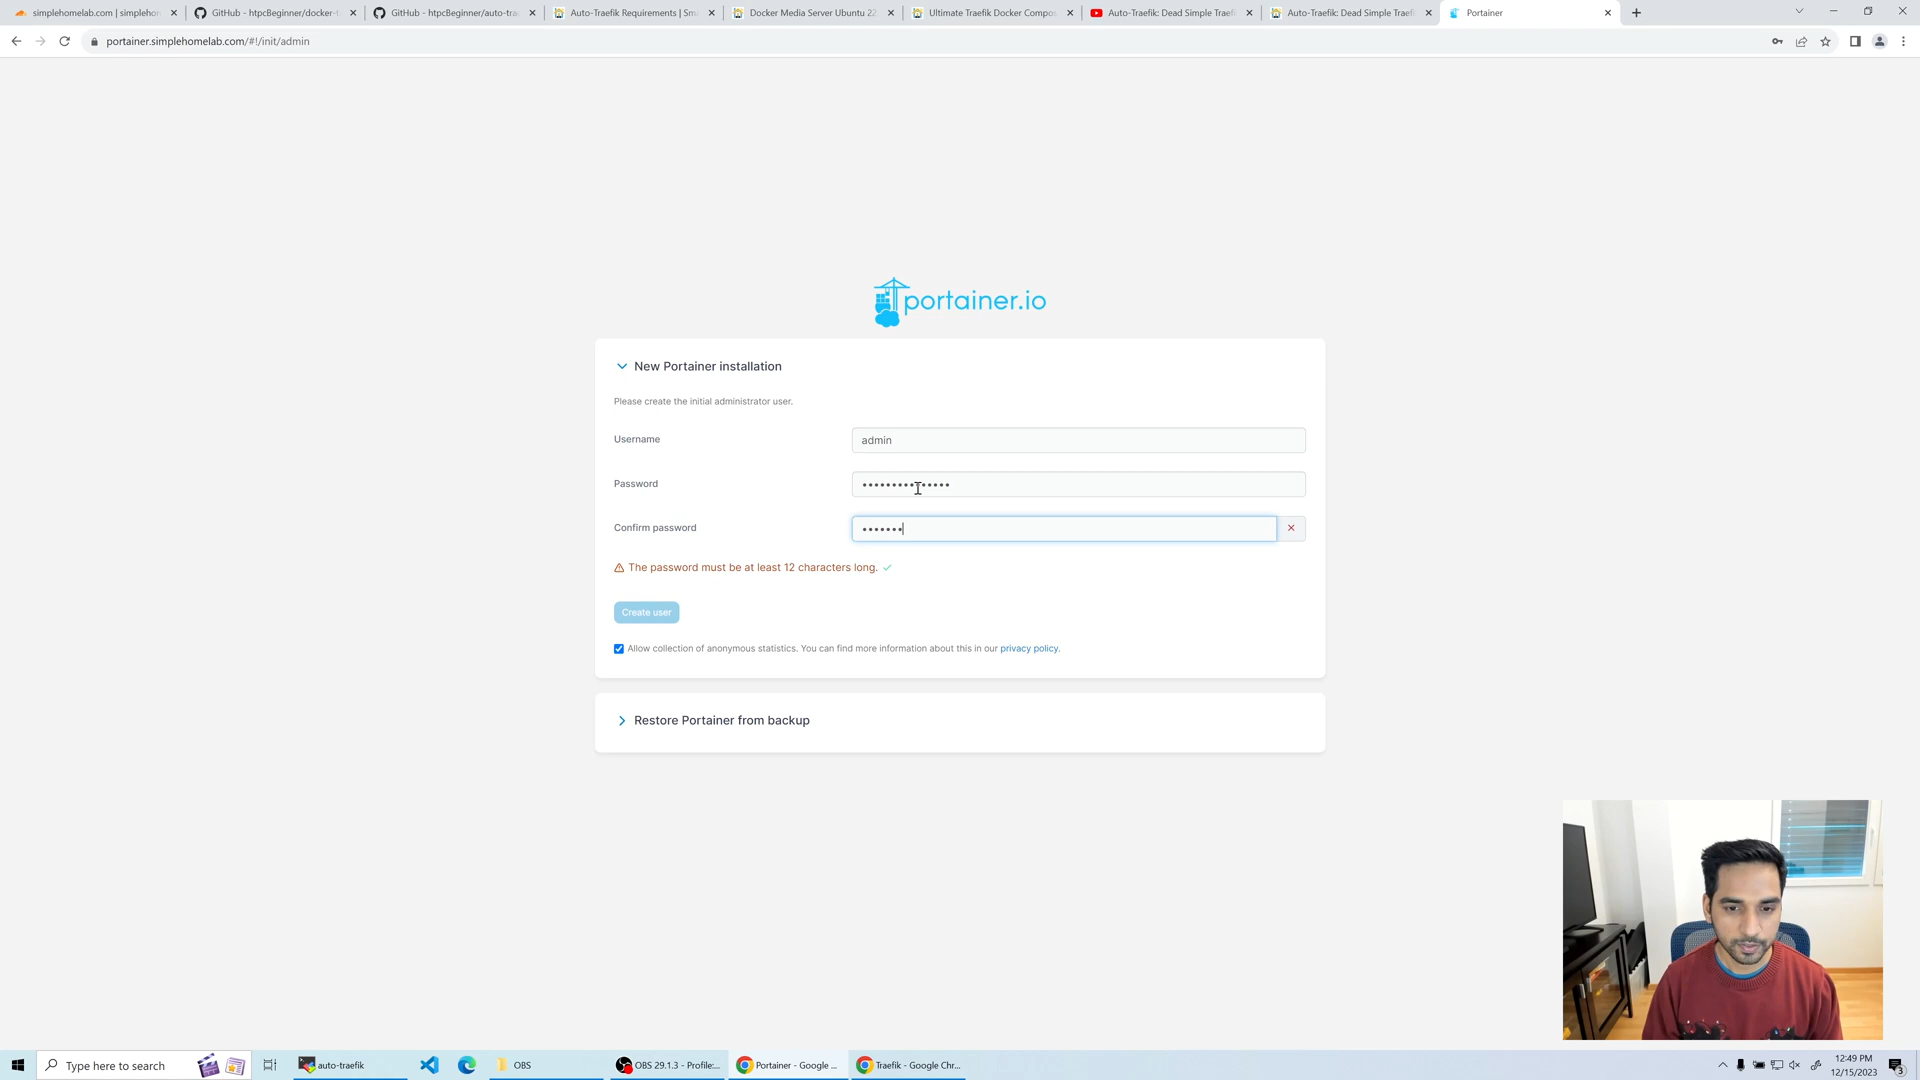 simplehomelab.com | simplehom
GitHub - htpcBeginner/docker-t
GitHub - htpcBeginner/auto-tra
Auto-Traefik Requirements | Sm
Docker Media Server Ubuntu 22
Ultimate Traefik Docker Compos
Auto-Traefik: Dead Simple Traef
Auto-Traefik: Dead Simple Traef
Portainer
portainer.simplehomelab.com/#!/init/admin
portainer.io
New Portainer installation
Please create the initial administrator user.
Username
admin
Password
Confirm password
The password must be at least 12 characters long.
Create user
Allow collection of anonymous statistics. You can find more information about this in our privacy policy.
Restore Portainer from backup
Type here to search
auto-traefik
OBS
OBS 29.1.3 - Profile:...
Portainer - Google ...
Traefik - Google Chr...
12:49 PM
12/15/2023
3